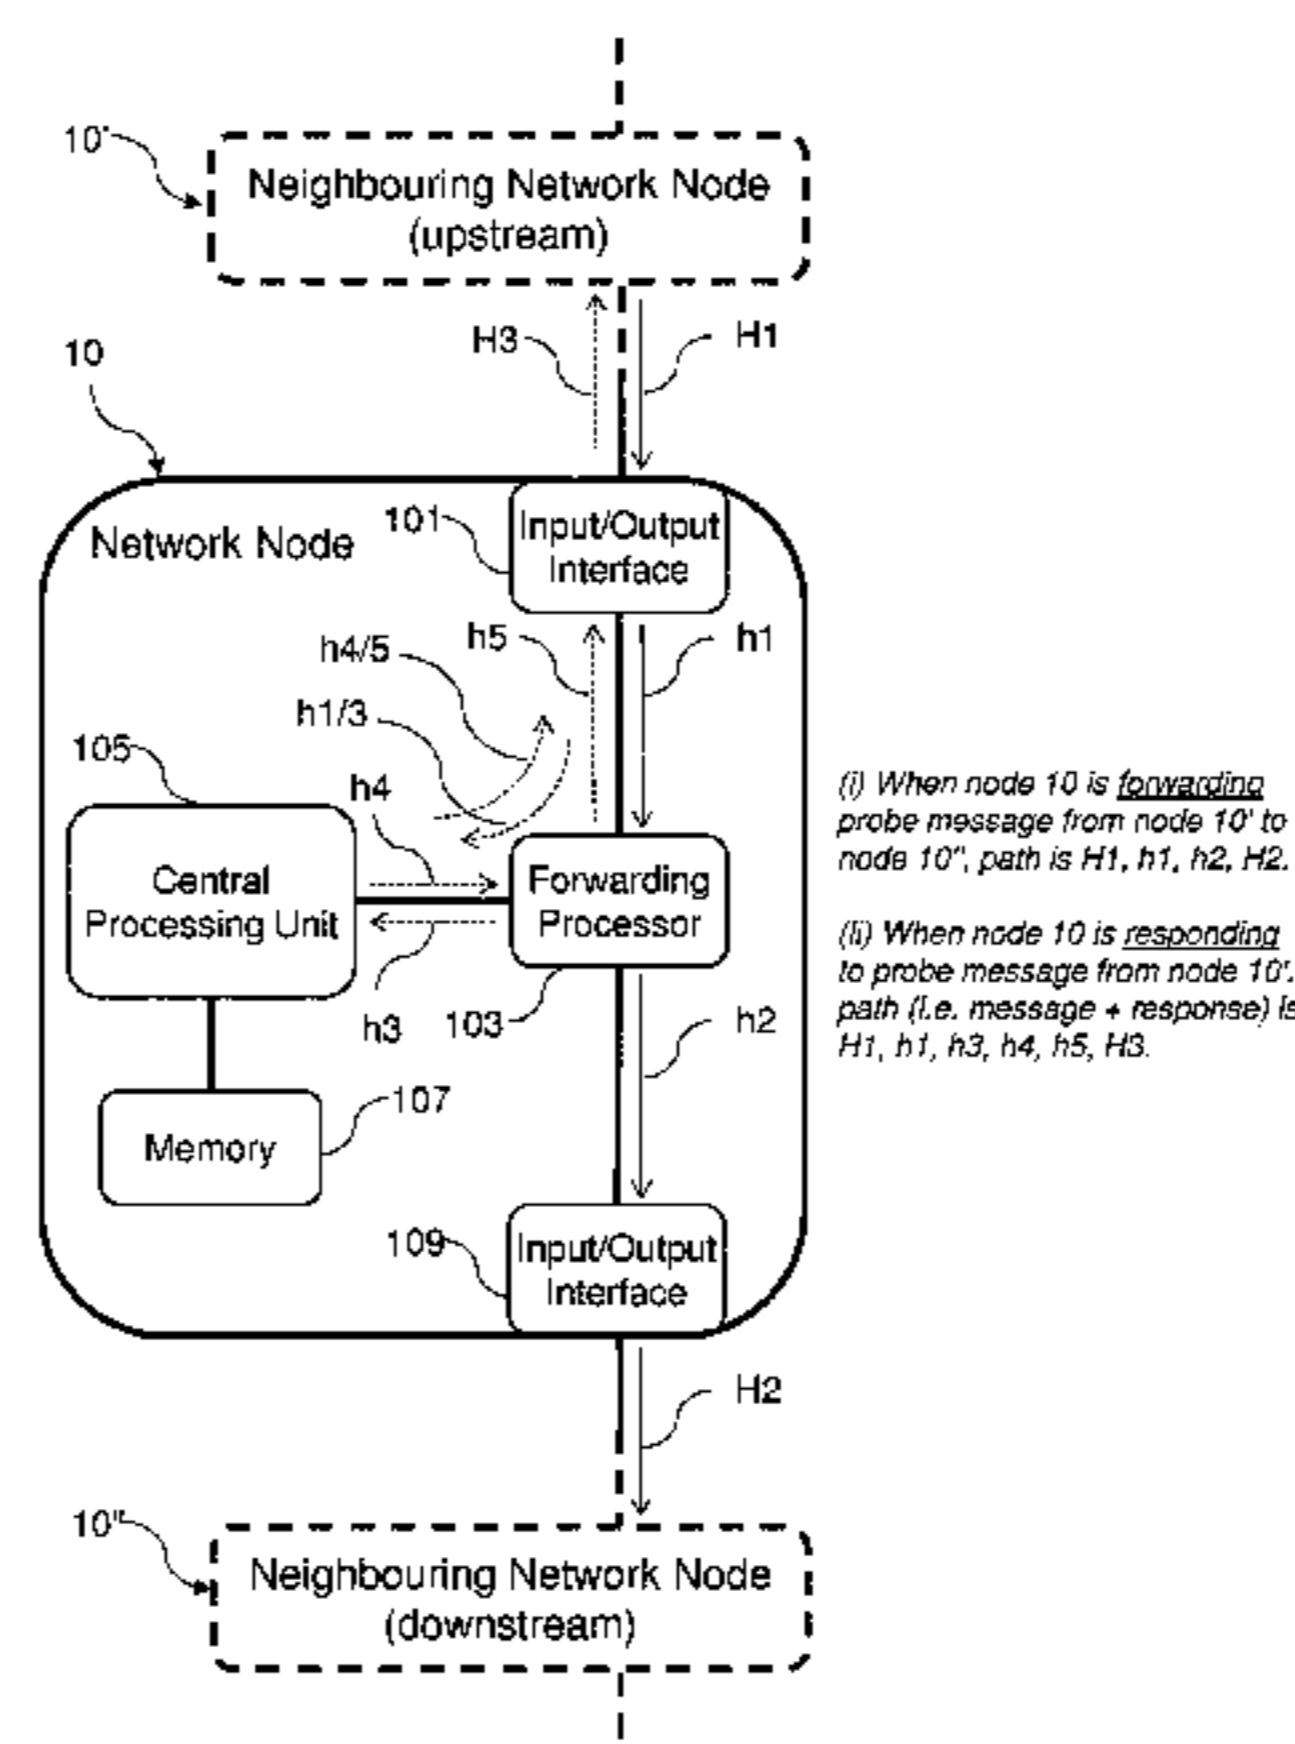 10'
Neighbouring Network Node
(upstream)
H3
H1
10
Network Node
101
Input/Output
Interface
h4/5
h5
h1
h1/3
105
h4
Central
Processing Unit
Forwarding
Processor
h3
103
h2
107
Memory
109
Input/Output
Interface
H2
10"
Neighbouring Network Node
(downstream)
(i) When node 10 is forwarding
probe message from node 10' to
node 10", path is H1, h1, h2, H2.
(ii) When node 10 is responding
to probe message from node 10'.
path (i.e. message + response) is
H1, h1, h3, h4, h5, H3.